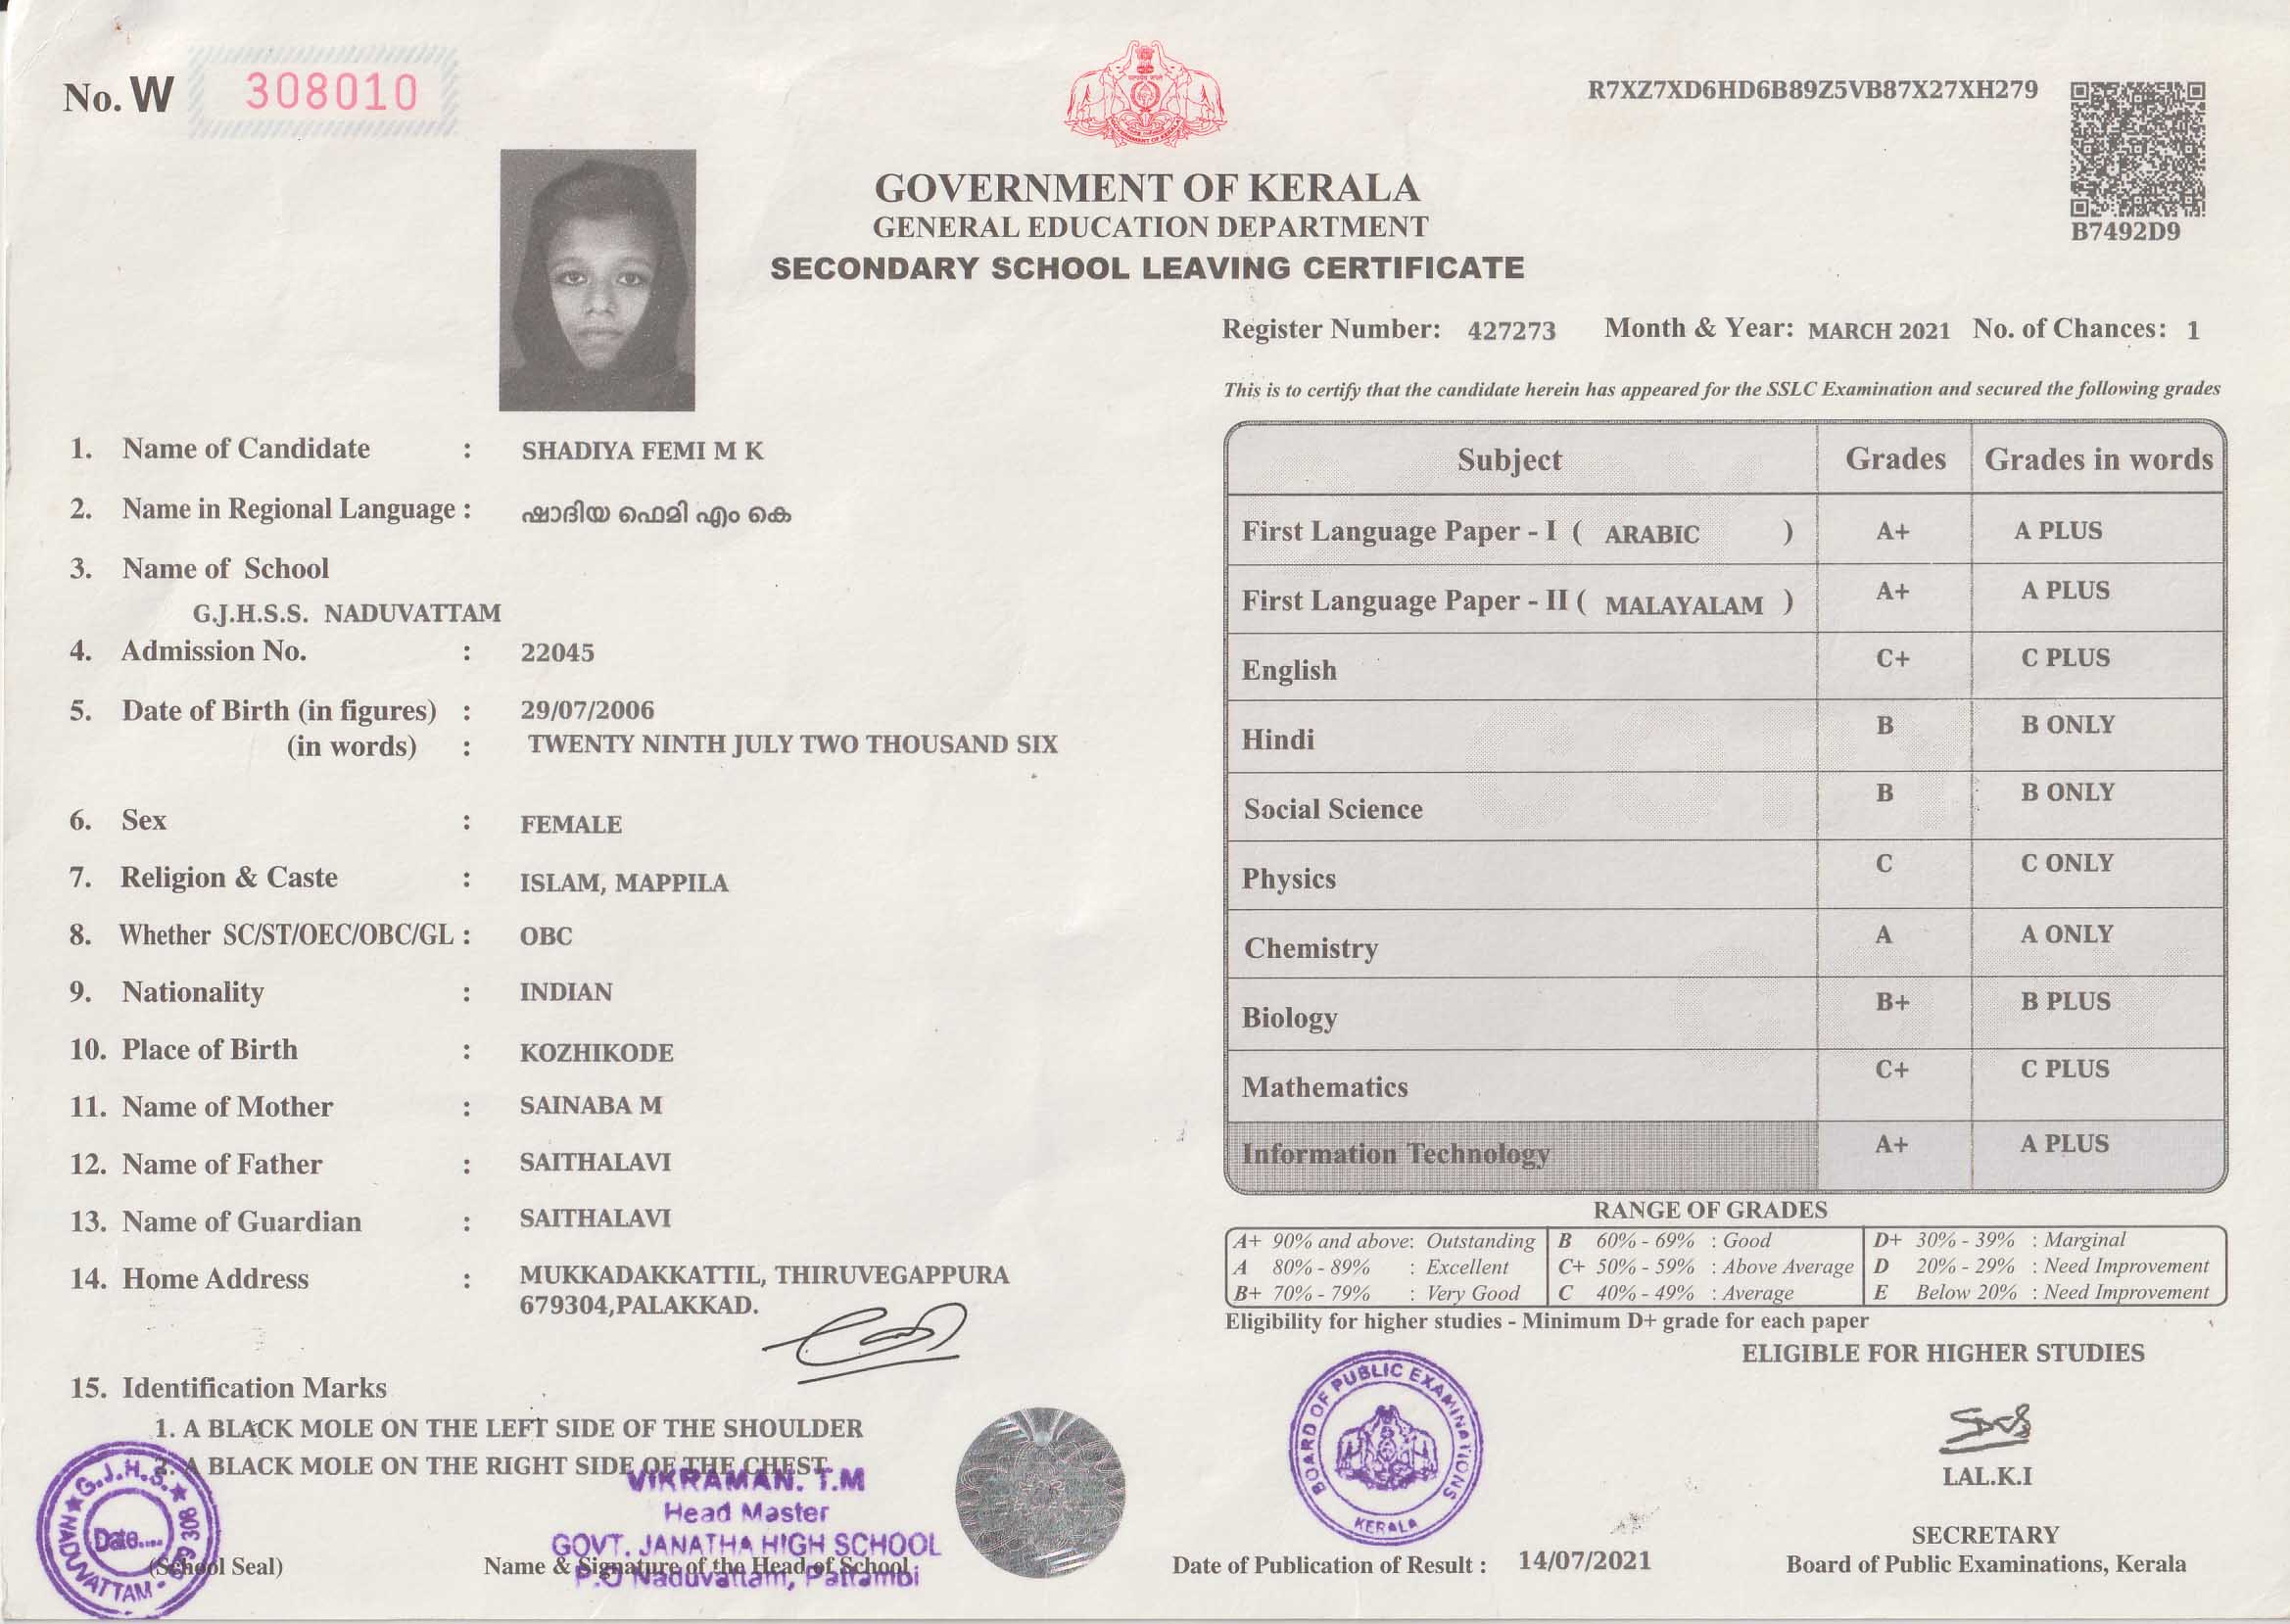 No. W 308010
R7XZ7XD6HD6B89Z5VB87X27XH279
B7492D9
GOVERNMENT OF KERALA
GENERAL EDUCATION DEPARTMENT
SECONDARY SCHOOL LEAVING CERTIFICATE
Register Number: 427273 Month & Year: MARCH 2021 No. of Chances: 1
This is to certify that the candidate herein has appeared for the SSLC Examination and secured the following grades
1. Name of Candidate : SHADIYA FEMI M K
2. Name in Regional Language : ഷാദിയ ഫെമി എം കെ
3. Name of School
G.J.H.S.S. NADUVATTAM
4. Admission No. : 22045
5. Date of Birth (in figures) : 29/07/2006
(in words) : TWENTY NINTH JULY TWO THOUSAND SIX
6. Sex : FEMALE
7. Religion & Caste : ISLAM, MAPPILA
8. Whether SC/ST/OEC/OBC/GL : OBC
9. Nationality : INDIAN
10. Place of Birth : KOZHIKODE
11. Name of Mother : SAINABA M
12. Name of Father : SAITHALAVI
13. Name of Guardian : SAITHALAVI
14. Home Address : MUKKADAKKATTIL, THIRUVEGAPPURA
679304,PALAKKAD.
15. Identification Marks
1. A BLACK MOLE ON THE LEFT SIDE OF THE SHOULDER
2. A BLACK MOLE ON THE RIGHT SIDE OF THE CHEST
VIKRAMAN. T.M
Head Master
GOVT. JANATHA HIGH SCHOOL
P.O Naduvattam, Pattambi
G.J.H.S. NADUVATTAM - 679 308
Date....
(School Seal)
Name & Signature of the Head of School
Subject Grades Grades in words
First Language Paper - I ( ARABIC ) A+ A PLUS
First Language Paper - II ( MALAYALAM ) A+ A PLUS
English C+ C PLUS
Hindi B B ONLY
Social Science B B ONLY
Physics C C ONLY
Chemistry A A ONLY
Biology B+ B PLUS
Mathematics C+ C PLUS
Information Technology A+ A PLUS
RANGE OF GRADES
A+ 90% and above: Outstanding B 60% - 69% : Good D+ 30% - 39% : Marginal
A 80% - 89% : Excellent C+ 50% - 59% : Above Average D 20% - 29% : Need Improvement
B+ 70% - 79% : Very Good C 40% - 49% : Average E Below 20% : Need Improvement
Eligibility for higher studies - Minimum D+ grade for each paper
ELIGIBLE FOR HIGHER STUDIES
BOARD OF PUBLIC EXAMINATIONS
KERALA
LAL.K.I
SECRETARY
Date of Publication of Result : 14/07/2021
Board of Public Examinations, Kerala